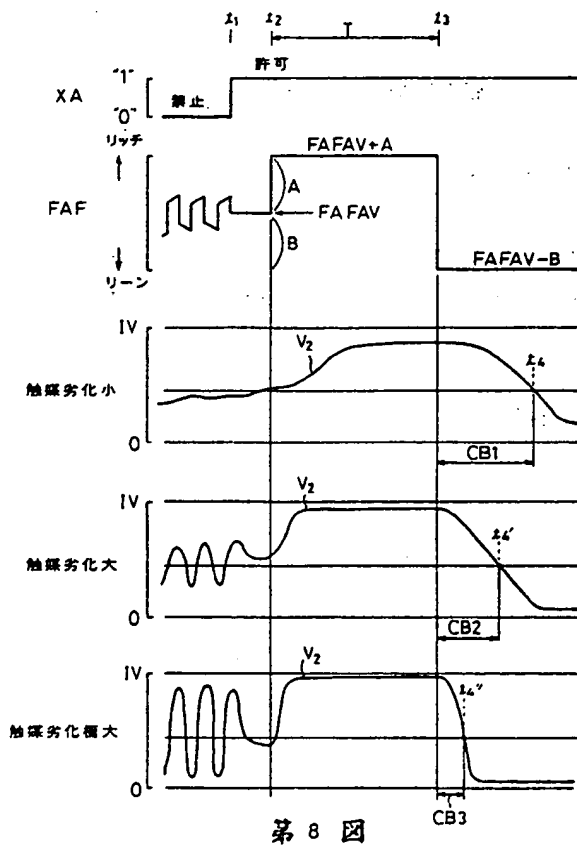 t₁ t₂ t₃
T
XA "1" 許可
"0" 禁止
リッチ
FAFAV+A
FAF A
FAFAV
B
リーン FAFAV−B
1V
V₂ t₄
触媒劣化小
0
CB1
1V
V₂ t₄'
触媒劣化大
0
CB2
1V
V₂ t₄"
触媒劣化極大
0
CB3
第 8 図